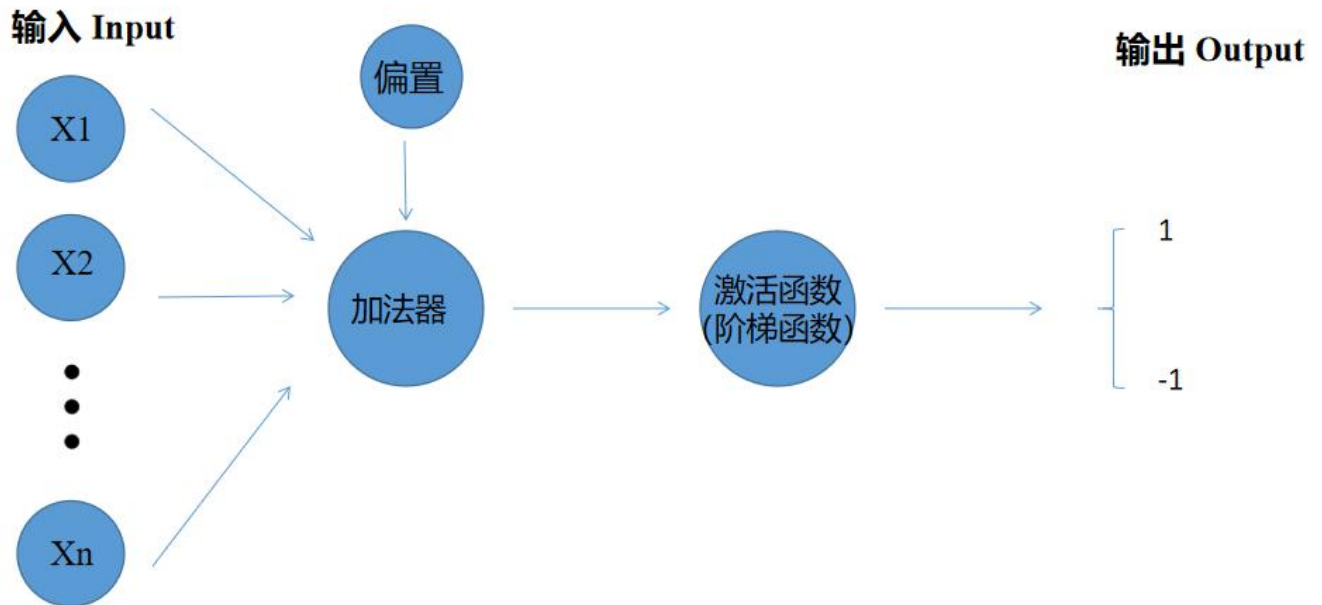 输入 Input
偏置
输出 Output
X1
X2
加法器
激活函数
(阶梯函数)
1
-1
Xn